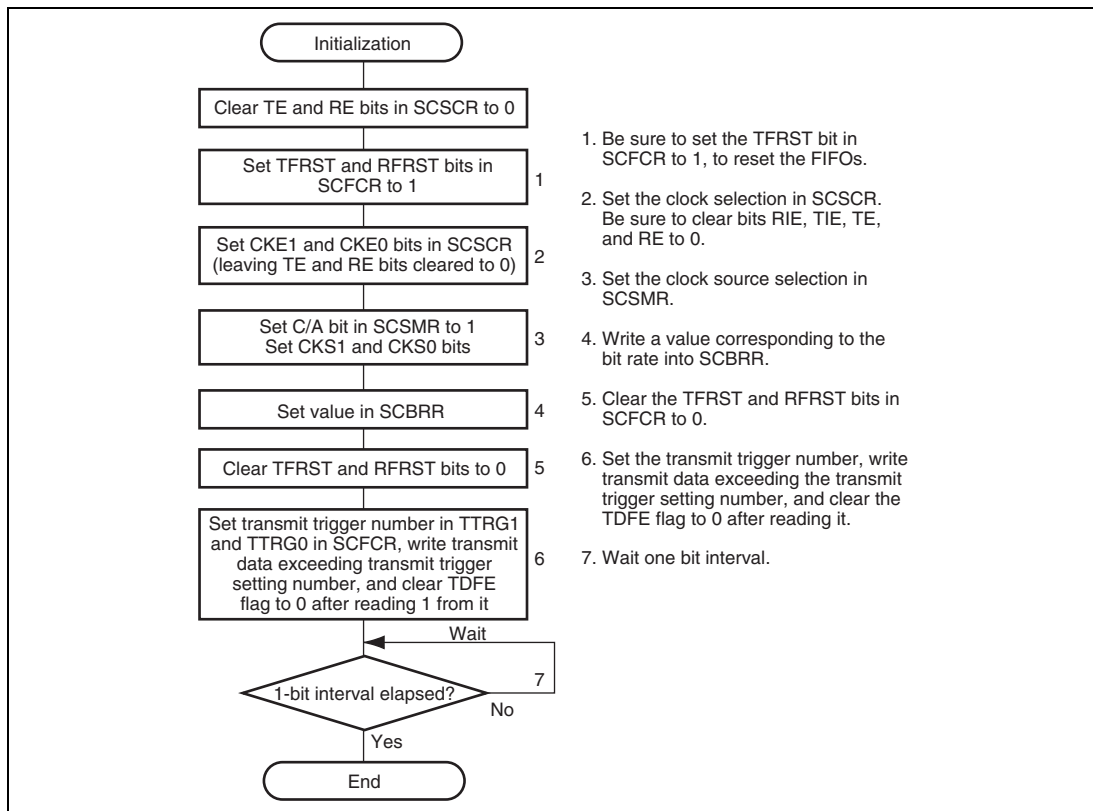 Initialization
Clear TE and RE bits in SCSCR to 0
Set TFRST and RFRST bits in
SCFCR to 1
1
Set CKE1 and CKE0 bits in SCSCR
(leaving TE and RE bits cleared to 0)
2
Set C/A bit in SCSMR to 1
Set CKS1 and CKS0 bits
3
Set value in SCBRR
4
Clear TFRST and RFRST bits to 0
5
Set transmit trigger number in TTRG1
and TTRG0 in SCFCR, write transmit
data exceeding transmit trigger
setting number, and clear TDFE
flag to 0 after reading 1 from it
6
Wait
1-bit interval elapsed?
7
No
Yes
End
1. Be sure to set the TFRST bit in
SCFCR to 1, to reset the FIFOs.
2. Set the clock selection in SCSCR.
Be sure to clear bits RIE, TIE, TE,
and RE to 0.
3. Set the clock source selection in
SCSMR.
4. Write a value corresponding to the
bit rate into SCBRR.
5. Clear the TFRST and RFRST bits in
SCFCR to 0.
6. Set the transmit trigger number, write
transmit data exceeding the transmit
trigger setting number, and clear the
TDFE flag to 0 after reading it.
7. Wait one bit interval.